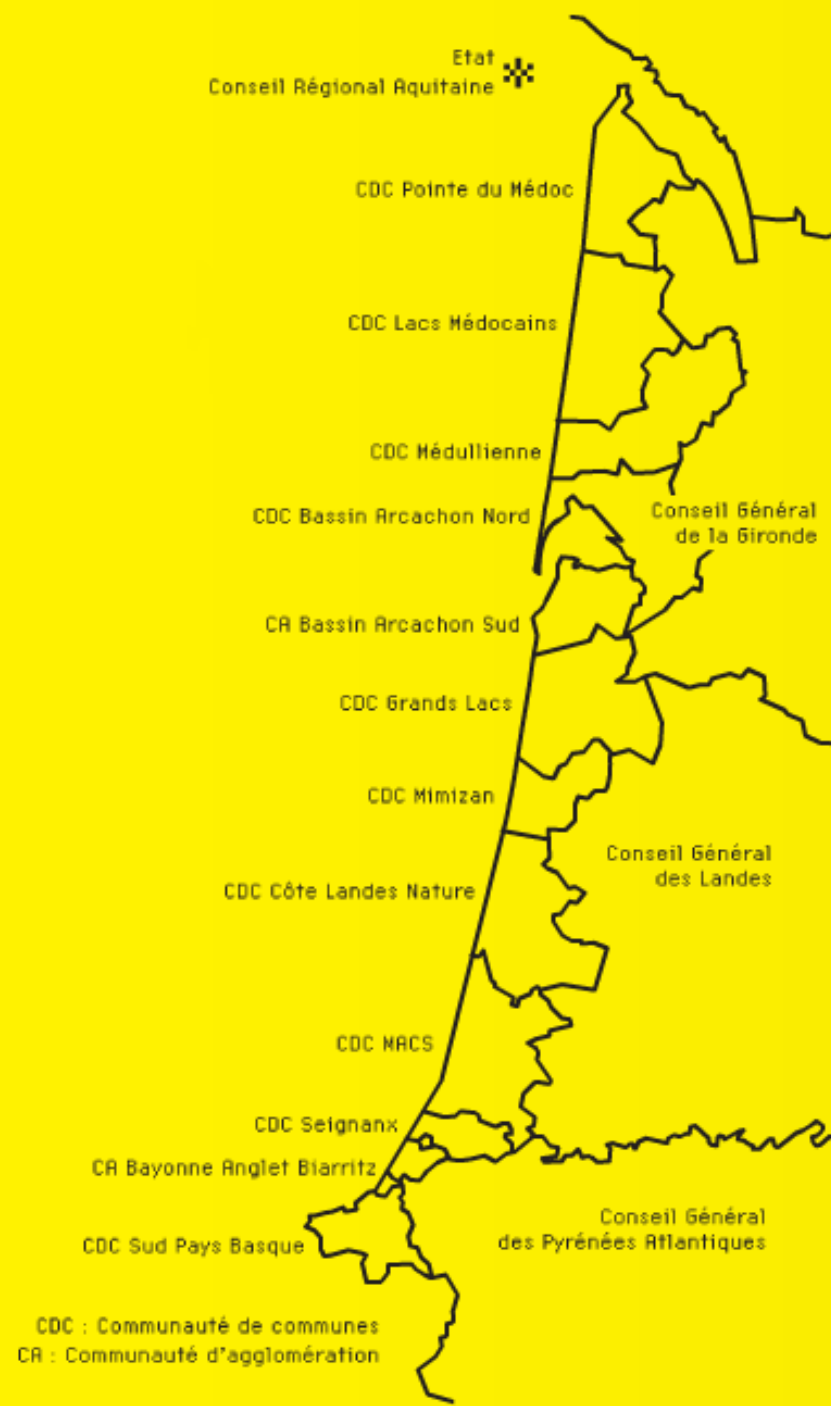 Etat
Conseil Régional Aquitaine
CDC Pointe du Médoc
CDC Lacs Médocains
CDC Médullienne
CDC Bassin Arcachon Nord
Conseil Général
de la Gironde
CA Bassin Arcachon Sud
CDC Grands Lacs
CDC Mimizan
Conseil Général
des Landes
CDC Côte Landes Nature
CDC MACS
CDC Seignanx
CA Bayonne Anglet Biarritz
Conseil Général
des Pyrénées Atlantiques
CDC Sud Pays Basque
CDC : Communauté de communes
CA : Communauté d'agglomération